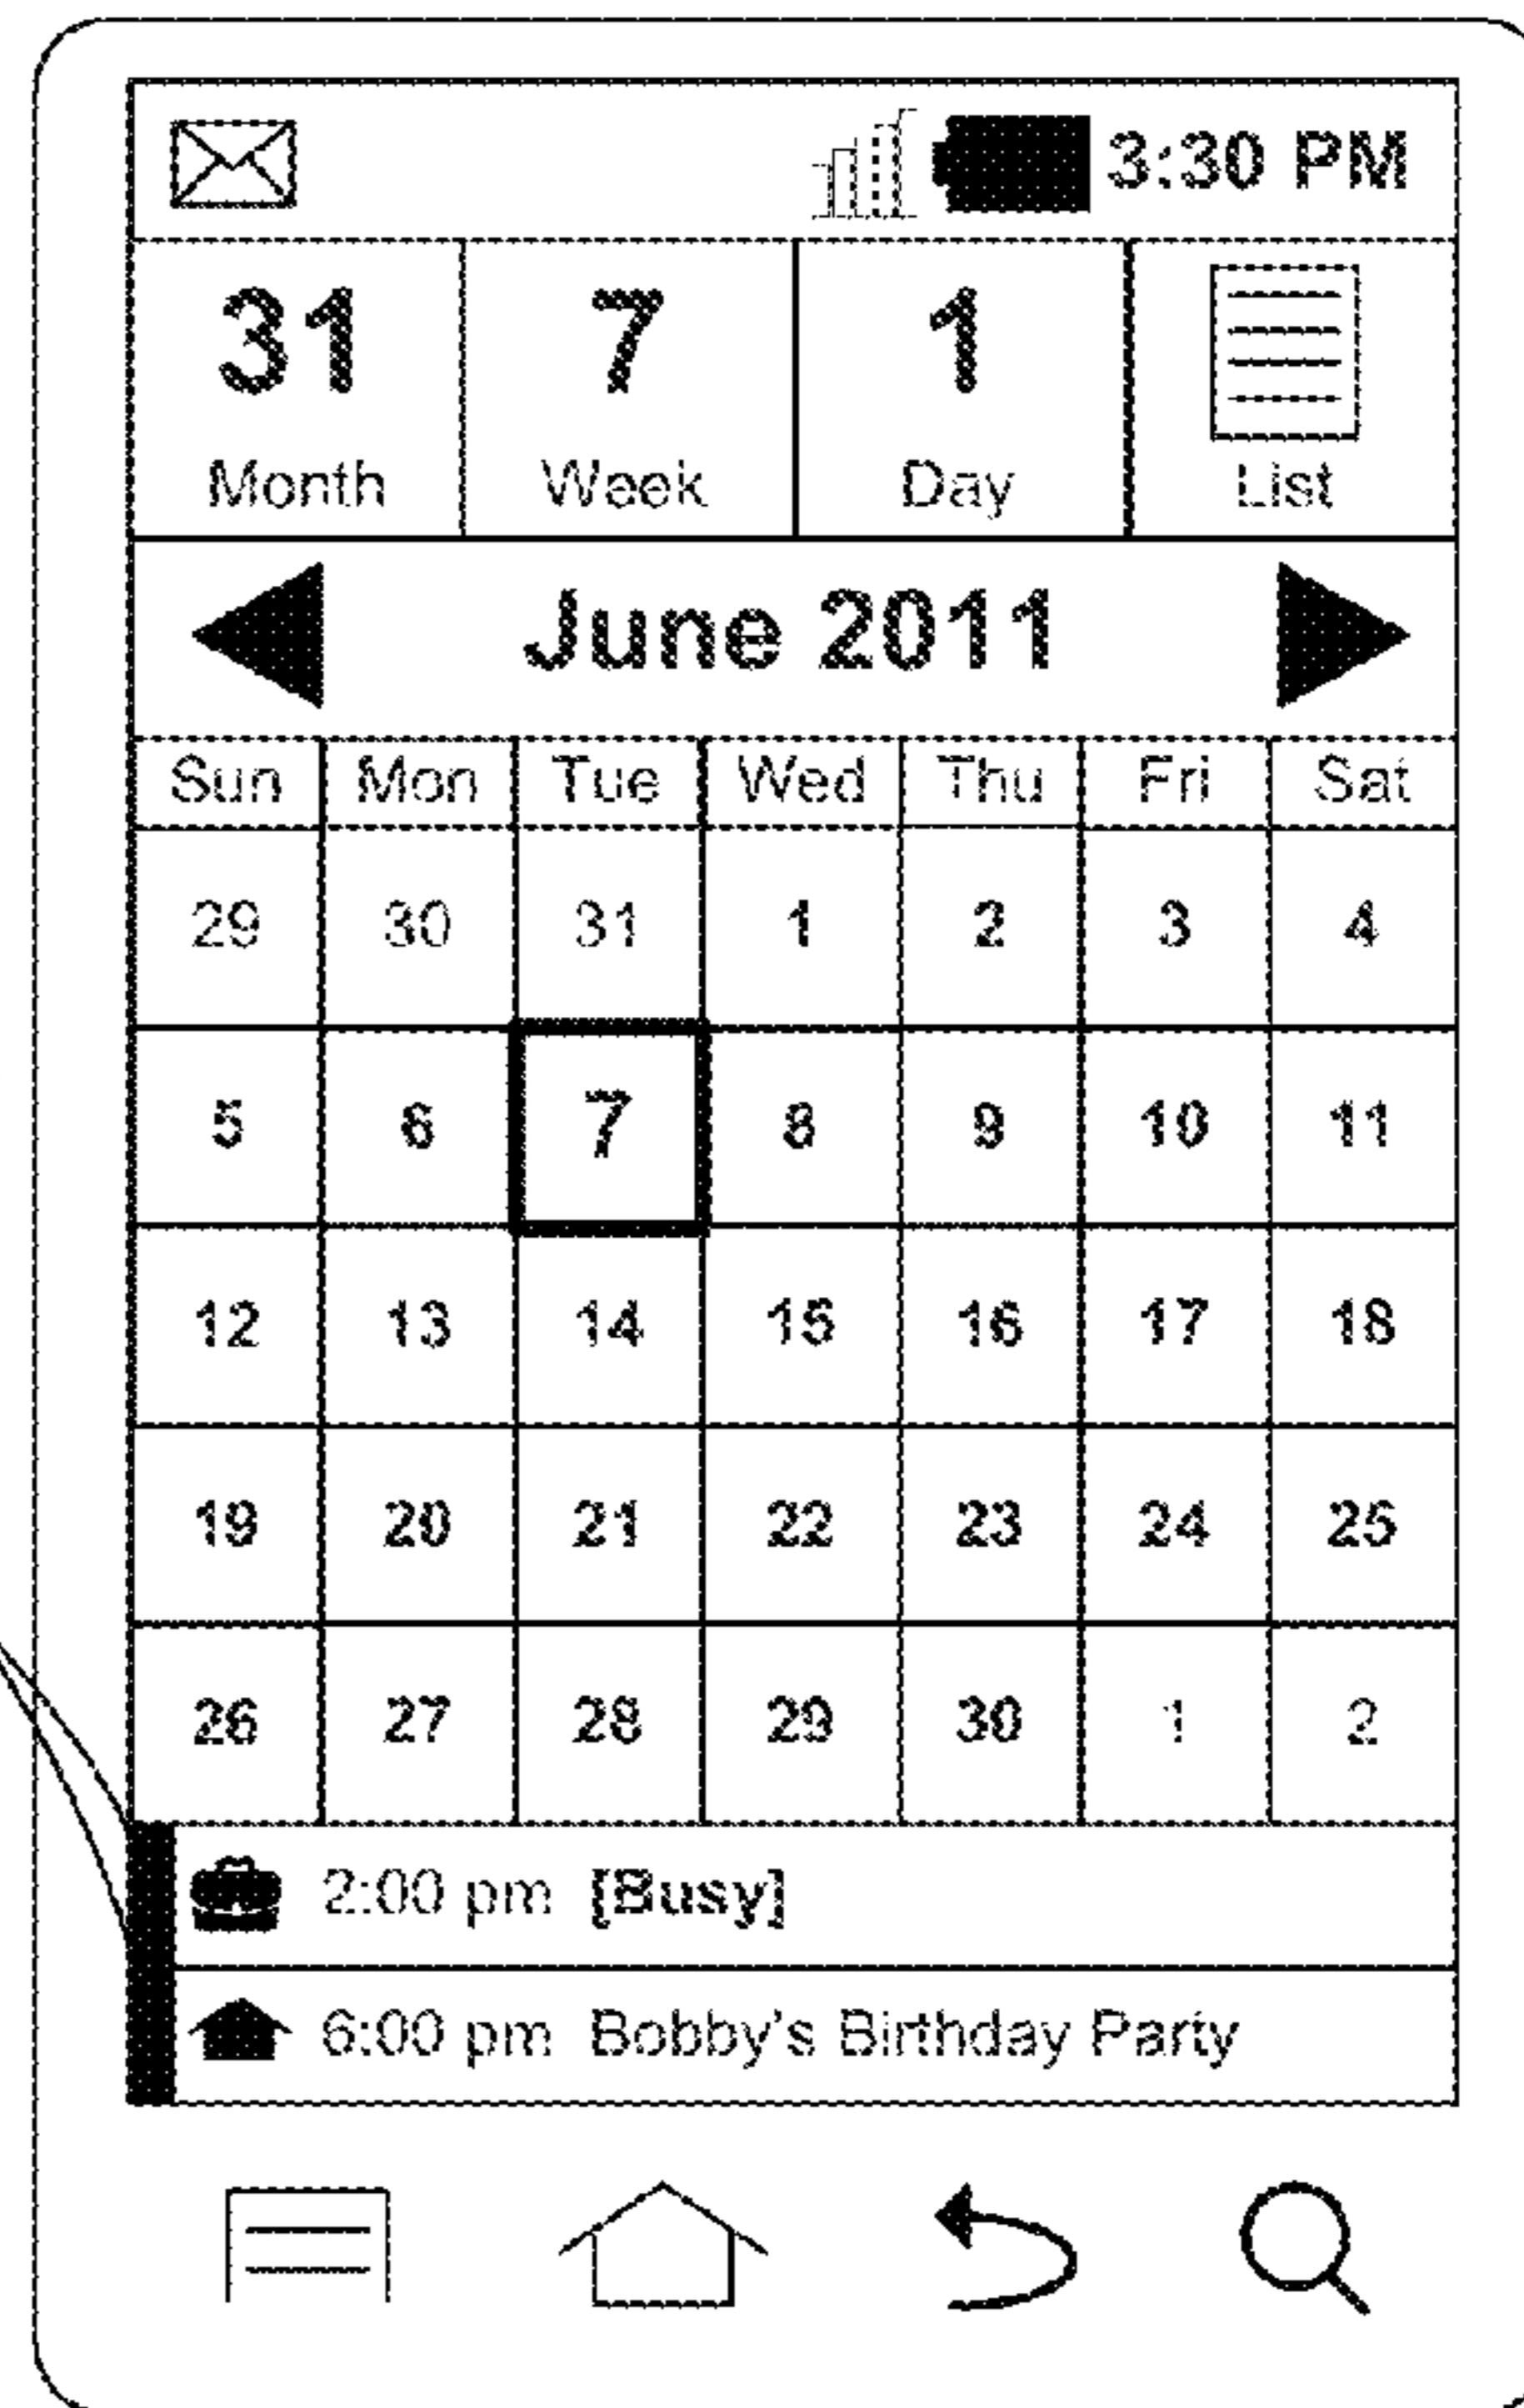 3:30 PM
31 7 1
Month Week Day List
June 2011
Sun Mon Tue Wed Thu Fri Sat
29 30 31 1 2 3 4
5 6 7 8 9 10 11
12 13 14 15 16 17 18
19 20 21 22 23 24 25
26 27 28 29 30 1 2
2:00 pm [Busy]
6:00 pm Bobby's Birthday Party